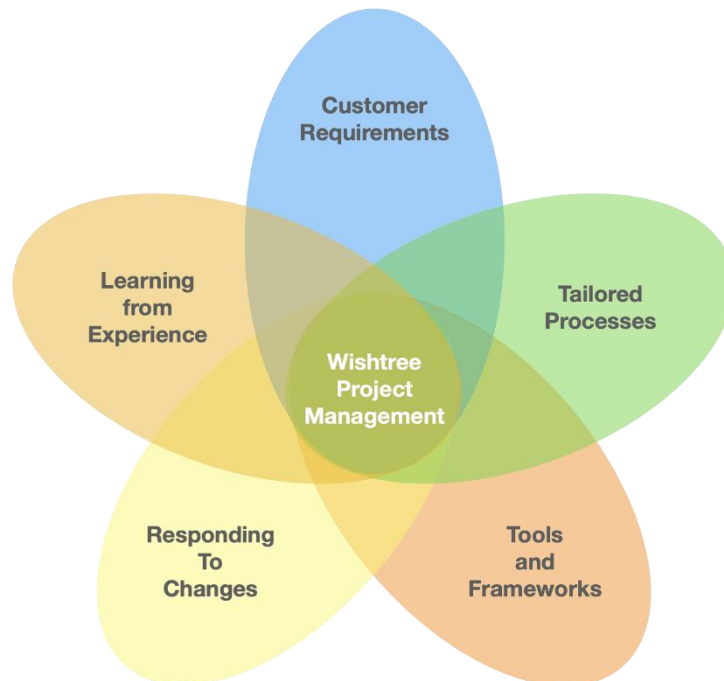 Customer
Requirements
Learning
from
Experience
Tailored
Processes
Wishtree
Project
Management
Responding
To
Changes
Tools
and
Frameworks